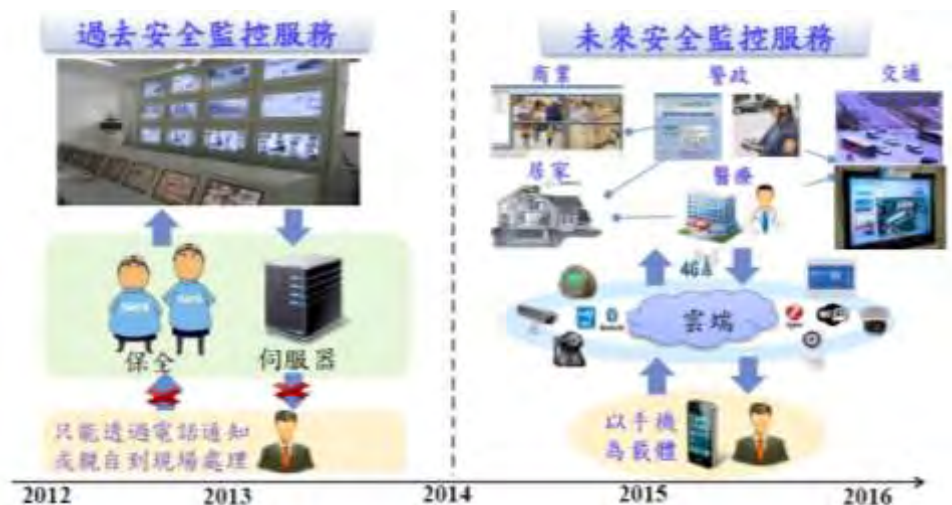 過去安全監控服務
未來安全監控服務
商業
警政
交通
居家
醫療
4G
雲端
保全
伺服器
只能透過電話通知
或親自到現場處理
以手機
為載体
2012
2013
2014
2015
2016